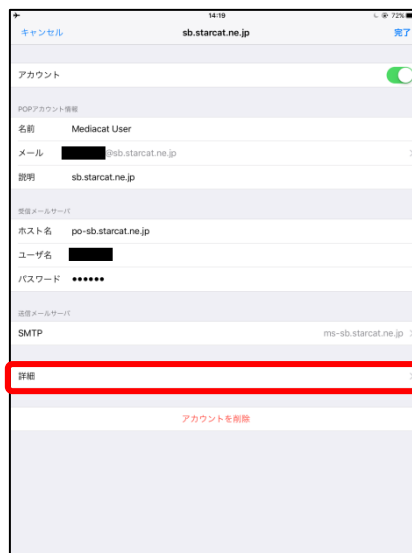 14:19 72%
キャンセル sb.starcat.ne.jp 完了
アカウント
POPアカウント情報
名前 Mediacat User
メール @sb.starcat.ne.jp
説明 sb.starcat.ne.jp
受信メールサーバ
ホスト名 po-sb.starcat.ne.jp
ユーザ名
パスワード ●●●●●●
送信メールサーバ
SMTP ms-sb.starcat.ne.jp
詳細
アカウントを削除